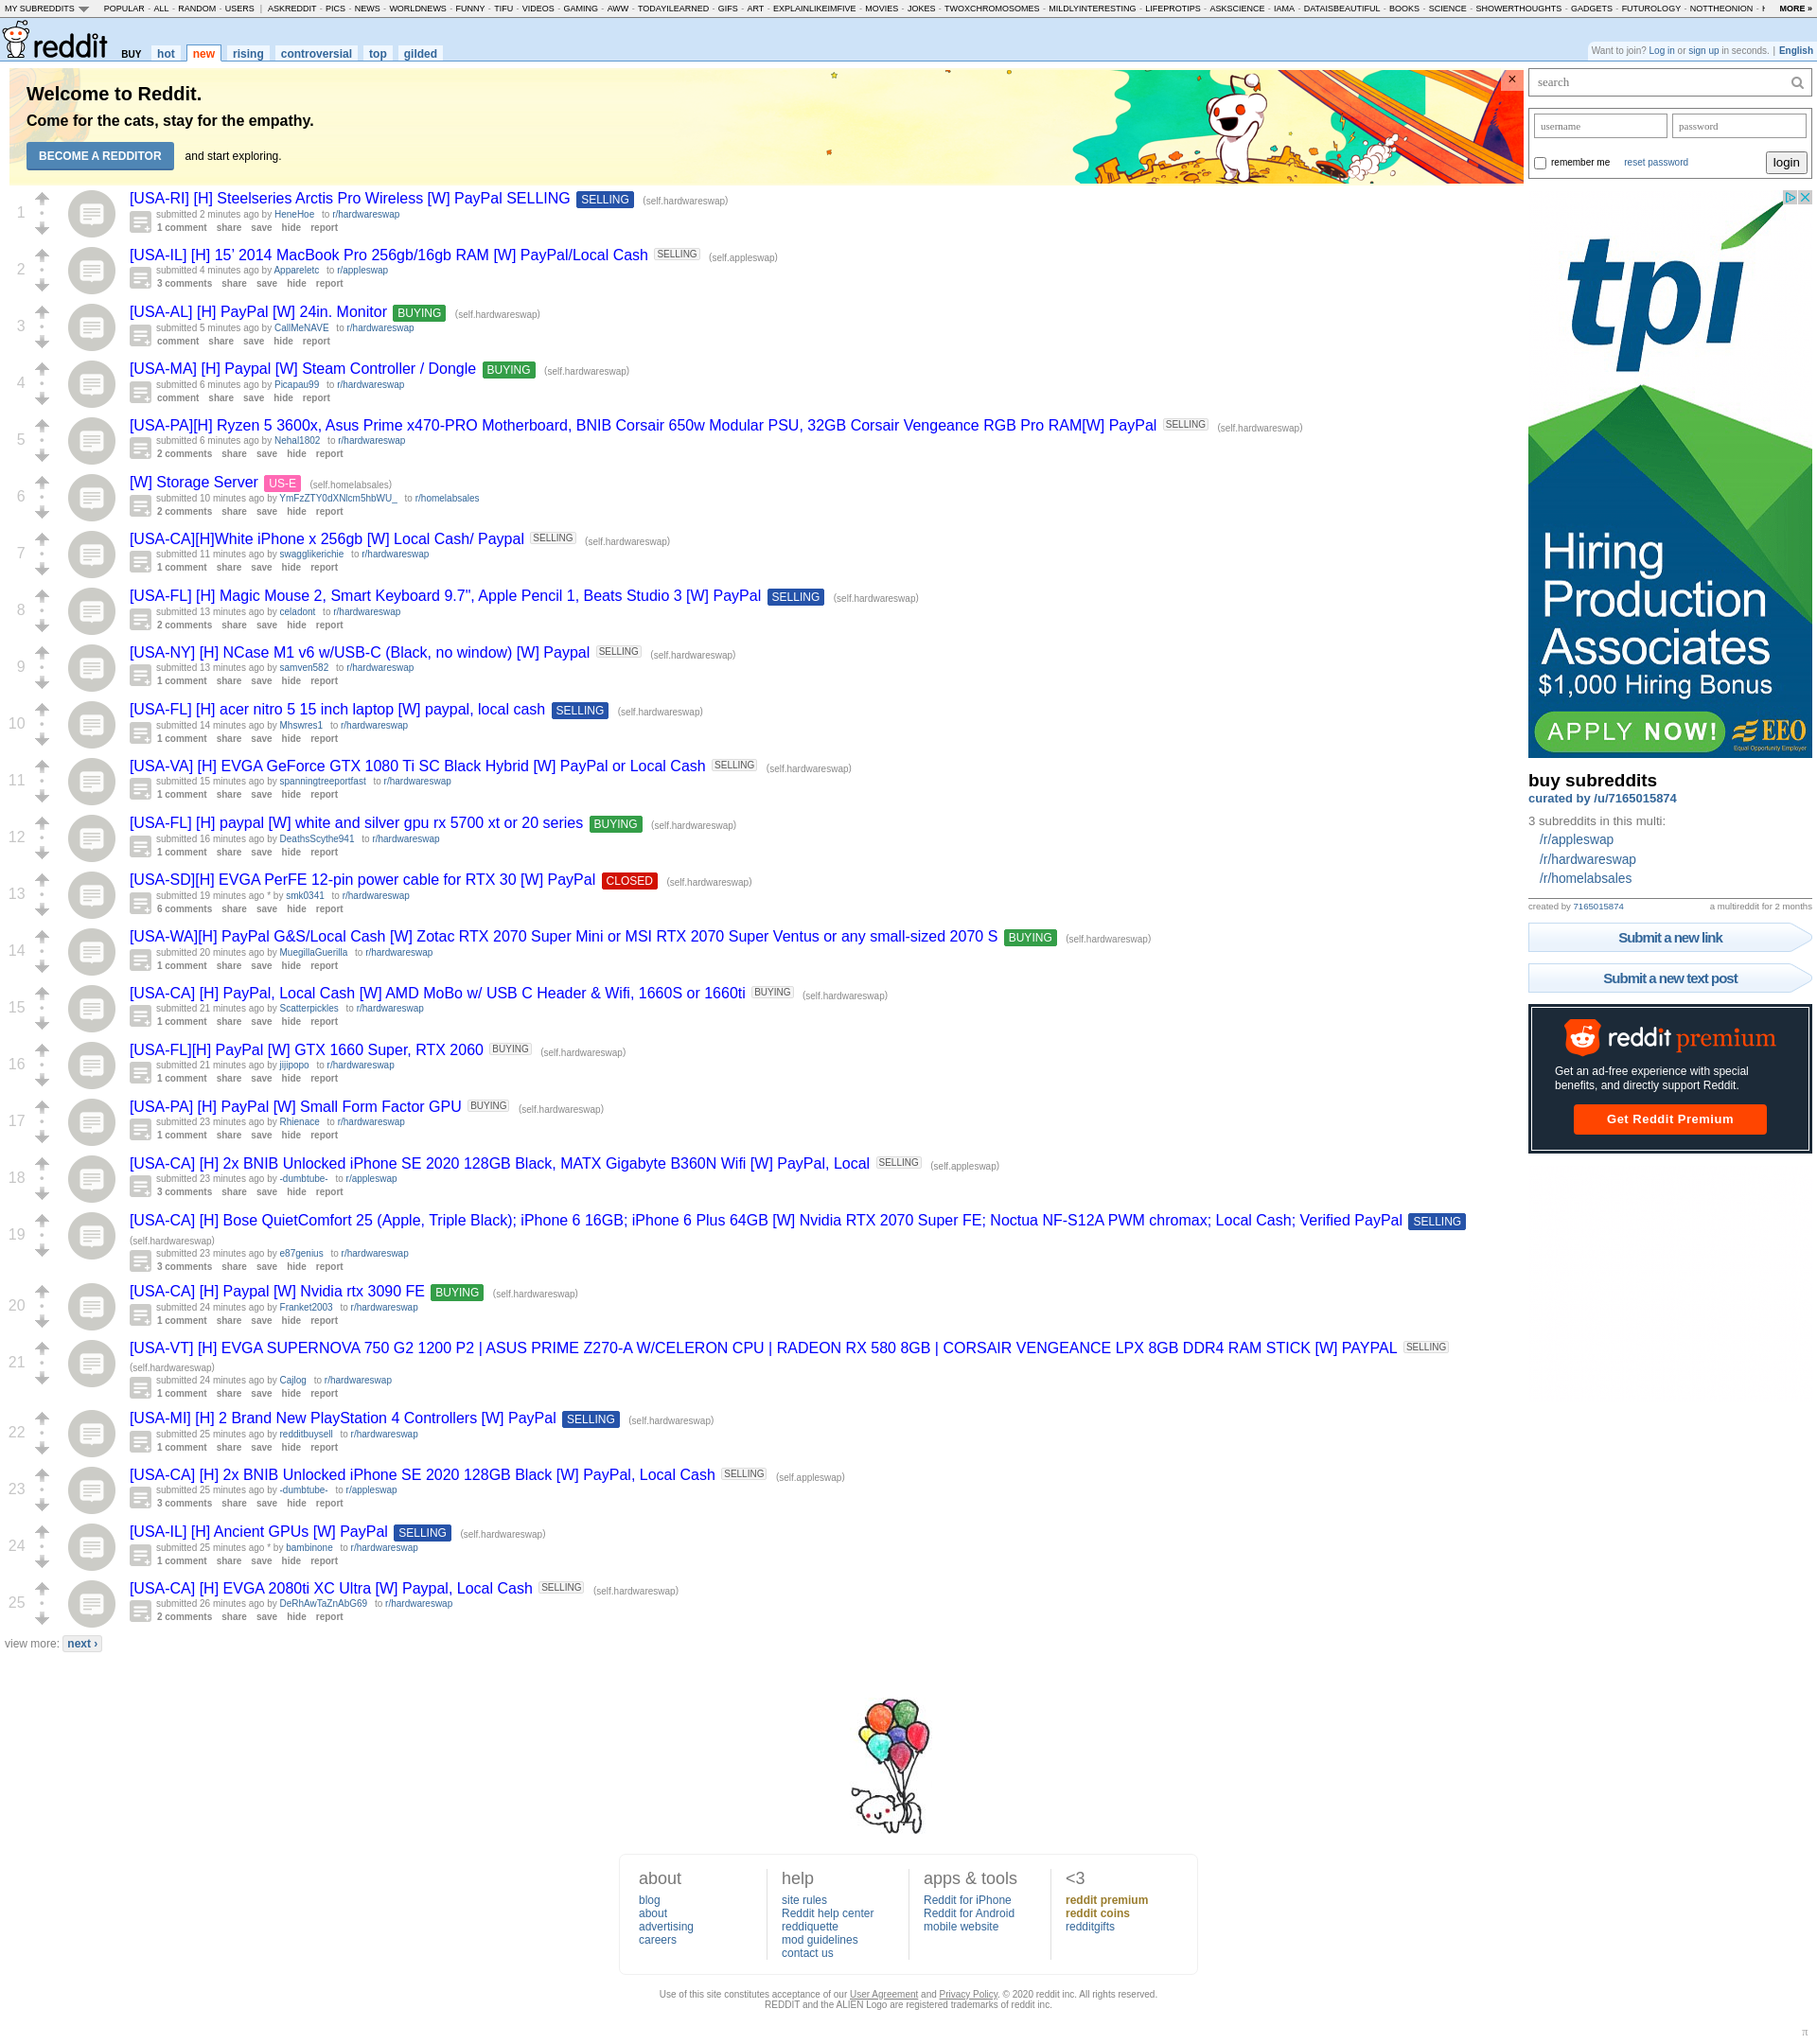 MY SUBREDDITS POPULAR - ALL - RANDOM - USERS | ASKREDDIT - PICS - NEWS - WORLDNEWS - FUNNY - TIFU - VIDEOS - GAMING - AWW - TODAYILEARNED - GIFS - ART - EXPLAINLIKEIMFIVE - MOVIES - JOKES - TWOXCHROMOSOMES - MILDLYINTERESTING - LIFEPROTIPS - ASKSCIENCE - IAMA - DATAISBEAUTIFUL - BOOKS - SCIENCE - SHOWERTHOUGHTS - GADGETS - FUTUROLOGY - NOTTHEONION - MORE »
reddit BUY hot new rising controversial top gilded
Want to join? Log in or sign up in seconds. | English
Welcome to Reddit.
Come for the cats, stay for the empathy.
BECOME A REDDITOR and start exploring.
×
search
username password
remember me reset password login
1
[USA-RI] [H] Steelseries Arctis Pro Wireless [W] PayPal SELLING SELLING (self.hardwareswap)
submitted 2 minutes ago by HeneHoe to r/hardwareswap
1 comment share save hide report
2
[USA-IL] [H] 15’ 2014 MacBook Pro 256gb/16gb RAM [W] PayPal/Local Cash SELLING (self.appleswap)
submitted 4 minutes ago by Appareletc to r/appleswap
3 comments share save hide report
3
[USA-AL] [H] PayPal [W] 24in. Monitor BUYING (self.hardwareswap)
submitted 5 minutes ago by CallMeNAVE to r/hardwareswap
comment share save hide report
4
[USA-MA] [H] Paypal [W] Steam Controller / Dongle BUYING (self.hardwareswap)
submitted 6 minutes ago by Picapau99 to r/hardwareswap
comment share save hide report
5
[USA-PA][H] Ryzen 5 3600x, Asus Prime x470-PRO Motherboard, BNIB Corsair 650w Modular PSU, 32GB Corsair Vengeance RGB Pro RAM[W] PayPal SELLING (self.hardwareswap)
submitted 6 minutes ago by Nehal1802 to r/hardwareswap
2 comments share save hide report
6
[W] Storage Server US-E (self.homelabsales)
submitted 10 minutes ago by YmFzZTY0dXNlcm5hbWU_ to r/homelabsales
2 comments share save hide report
7
[USA-CA][H]White iPhone x 256gb [W] Local Cash/ Paypal SELLING (self.hardwareswap)
submitted 11 minutes ago by swagglikerichie to r/hardwareswap
1 comment share save hide report
8
[USA-FL] [H] Magic Mouse 2, Smart Keyboard 9.7", Apple Pencil 1, Beats Studio 3 [W] PayPal SELLING (self.hardwareswap)
submitted 13 minutes ago by celadont to r/hardwareswap
2 comments share save hide report
9
[USA-NY] [H] NCase M1 v6 w/USB-C (Black, no window) [W] Paypal SELLING (self.hardwareswap)
submitted 13 minutes ago by samven582 to r/hardwareswap
1 comment share save hide report
10
[USA-FL] [H] acer nitro 5 15 inch laptop [W] paypal, local cash SELLING (self.hardwareswap)
submitted 14 minutes ago by Mhswres1 to r/hardwareswap
1 comment share save hide report
11
[USA-VA] [H] EVGA GeForce GTX 1080 Ti SC Black Hybrid [W] PayPal or Local Cash SELLING (self.hardwareswap)
submitted 15 minutes ago by spanningtreeportfast to r/hardwareswap
1 comment share save hide report
12
[USA-FL] [H] paypal [W] white and silver gpu rx 5700 xt or 20 series BUYING (self.hardwareswap)
submitted 16 minutes ago by DeathsScythe941 to r/hardwareswap
1 comment share save hide report
13
[USA-SD][H] EVGA PerFE 12-pin power cable for RTX 30 [W] PayPal CLOSED (self.hardwareswap)
submitted 19 minutes ago * by smk0341 to r/hardwareswap
6 comments share save hide report
14
[USA-WA][H] PayPal G&S/Local Cash [W] Zotac RTX 2070 Super Mini or MSI RTX 2070 Super Ventus or any small-sized 2070 S BUYING (self.hardwareswap)
submitted 20 minutes ago by MuegillaGuerilla to r/hardwareswap
1 comment share save hide report
15
[USA-CA] [H] PayPal, Local Cash [W] AMD MoBo w/ USB C Header & Wifi, 1660S or 1660ti BUYING (self.hardwareswap)
submitted 21 minutes ago by Scatterpickles to r/hardwareswap
1 comment share save hide report
16
[USA-FL][H] PayPal [W] GTX 1660 Super, RTX 2060 BUYING (self.hardwareswap)
submitted 21 minutes ago by jijipopo to r/hardwareswap
1 comment share save hide report
17
[USA-PA] [H] PayPal [W] Small Form Factor GPU BUYING (self.hardwareswap)
submitted 23 minutes ago by Rhienace to r/hardwareswap
1 comment share save hide report
18
[USA-CA] [H] 2x BNIB Unlocked iPhone SE 2020 128GB Black, MATX Gigabyte B360N Wifi [W] PayPal, Local SELLING (self.appleswap)
submitted 23 minutes ago by -dumbtube- to r/appleswap
3 comments share save hide report
19
[USA-CA] [H] Bose QuietComfort 25 (Apple, Triple Black); iPhone 6 16GB; iPhone 6 Plus 64GB [W] Nvidia RTX 2070 Super FE; Noctua NF-S12A PWM chromax; Local Cash; Verified PayPal SELLING
(self.hardwareswap)
submitted 23 minutes ago by e87genius to r/hardwareswap
3 comments share save hide report
20
[USA-CA] [H] Paypal [W] Nvidia rtx 3090 FE BUYING (self.hardwareswap)
submitted 24 minutes ago by Franket2003 to r/hardwareswap
1 comment share save hide report
21
[USA-VT] [H] EVGA SUPERNOVA 750 G2 1200 P2 | ASUS PRIME Z270-A W/CELERON CPU | RADEON RX 580 8GB | CORSAIR VENGEANCE LPX 8GB DDR4 RAM STICK [W] PAYPAL SELLING
(self.hardwareswap)
submitted 24 minutes ago by Cajlog to r/hardwareswap
1 comment share save hide report
22
[USA-MI] [H] 2 Brand New PlayStation 4 Controllers [W] PayPal SELLING (self.hardwareswap)
submitted 25 minutes ago by redditbuysell to r/hardwareswap
1 comment share save hide report
23
[USA-CA] [H] 2x BNIB Unlocked iPhone SE 2020 128GB Black [W] PayPal, Local Cash SELLING (self.appleswap)
submitted 25 minutes ago by -dumbtube- to r/appleswap
3 comments share save hide report
24
[USA-IL] [H] Ancient GPUs [W] PayPal SELLING (self.hardwareswap)
submitted 25 minutes ago * by bambinone to r/hardwareswap
1 comment share save hide report
25
[USA-CA] [H] EVGA 2080ti XC Ultra [W] Paypal, Local Cash SELLING (self.hardwareswap)
submitted 26 minutes ago by DeRhAwTaZnAbG69 to r/hardwareswap
2 comments share save hide report
view more: next ›
tpi
Hiring
Production
Associates
$1,000 Hiring Bonus
APPLY NOW! EEO
Equal Opportunity Employer
buy subreddits
curated by /u/7165015874
3 subreddits in this multi:
/r/appleswap
/r/hardwareswap
/r/homelabsales
created by 7165015874 a multireddit for 2 months
Submit a new link
Submit a new text post
reddit premium
Get an ad-free experience with special
benefits, and directly support Reddit.
Get Reddit Premium
about
blog
about
advertising
careers
help
site rules
Reddit help center
reddiquette
mod guidelines
contact us
apps & tools
Reddit for iPhone
Reddit for Android
mobile website
<3
reddit premium
reddit coins
redditgifts
Use of this site constitutes acceptance of our User Agreement and Privacy Policy. © 2020 reddit inc. All rights reserved.
REDDIT and the ALIEN Logo are registered trademarks of reddit inc.
π